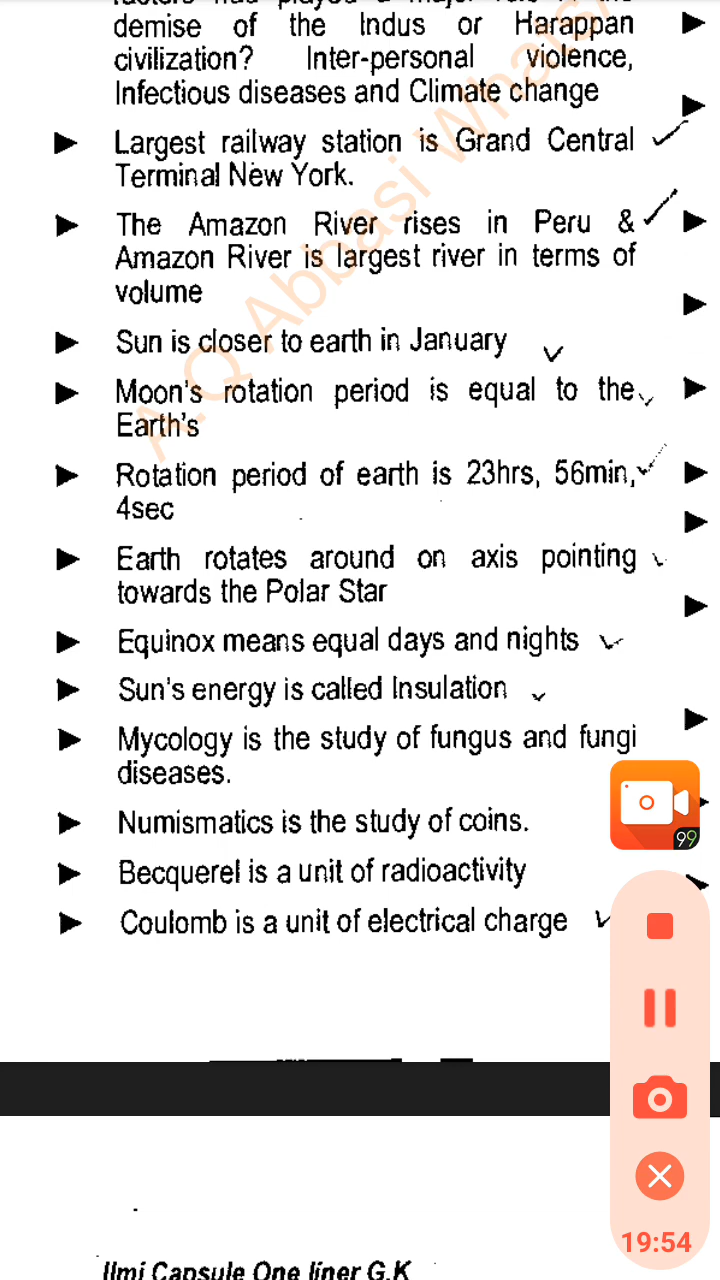 demise of the Indus or Harappan
civilization? Inter-personal violence,
Infectious diseases and Climate change
Largest railway station is Grand Central
Terminal New York.
The Amazon River rises in Peru &
Amazon River is largest river in terms of
volume
Sun is closer to earth in January
Moon's rotation period is equal to the
Earth's
Rotation period of earth is 23hrs, 56min,
4sec
Earth rotates around on axis pointing
towards the Polar Star
Equinox means equal days and nights
Sun's energy is called Insulation
Mycology is the study of fungus and fungi
diseases.
Numismatics is the study of coins.
Becquerel is a unit of radioactivity
Coulomb is a unit of electrical charge
A.Q Abbasi
99
19:54
Ilmi Capsule One liner G.K